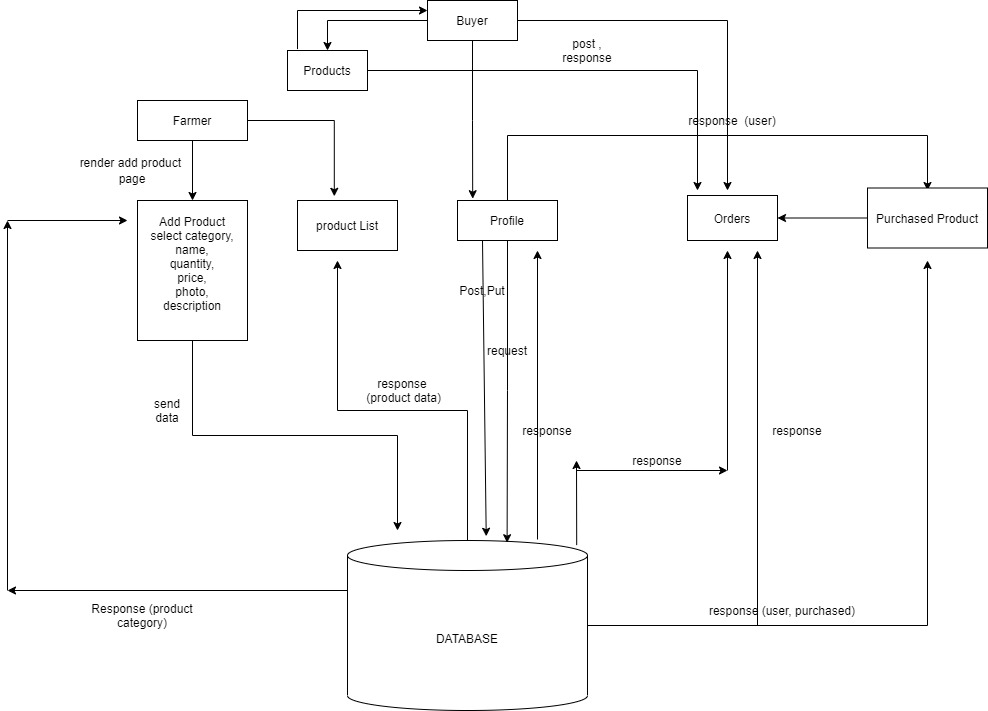 Buyer
post ,
response
Products
Farmer
response  (user)
render add product
page
Add Product
select category,
name,
quantity,
price,
photo,
description
product List
Profile
Orders
Purchased Product
Post,Put
request
response
(product data)
send
data
response
response
response
Response (product
category)
response (user, purchased)
DATABASE